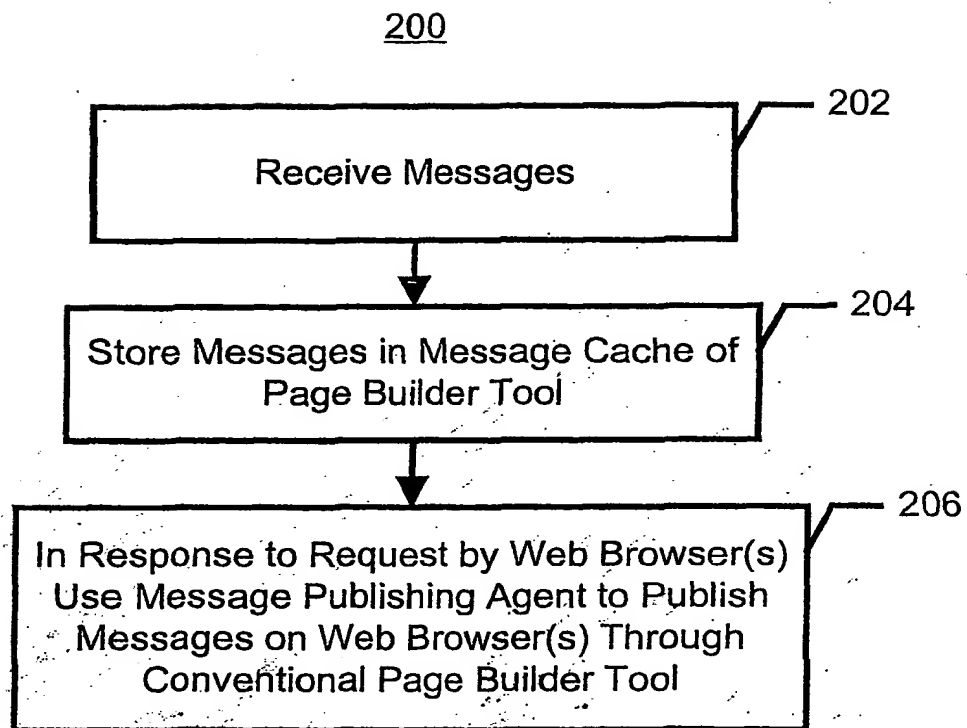 200
202
Receive Messages
204
Store Messages in Message Cache of
Page Builder Tool
206
In Response to Request by Web Browser(s)
Use Message Publishing Agent to Publish
Messages on Web Browser(s) Through
Conventional Page Builder Tool